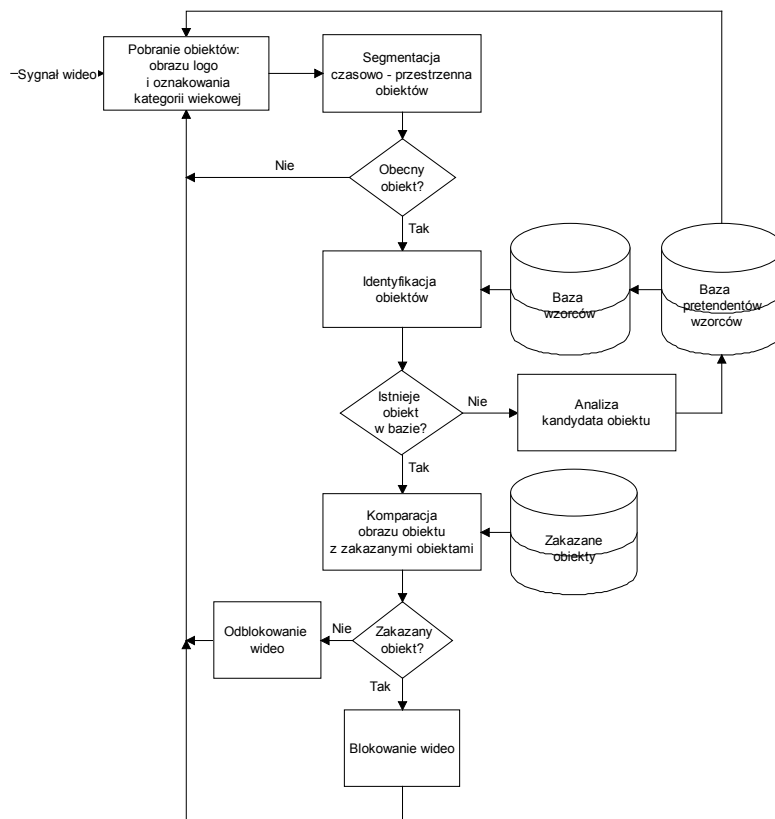 Sygnał wideo
Pobranie obiektów:
obrazu logo
i oznakowania
kategorii wiekowej
Segmentacja
czasowo - przestrzenna
obiektów
Nie
Obecny
obiekt?
Tak
Identyfikacja
obiektów
Baza
wzorców
Baza
pretendentów
wzorców
Istnieje
obiekt
w bazie?
Nie
Analiza
kandydata obiektu
Tak
Komparacja
obrazu obiektu
z zakazanymi obiektami
Zakazane
obiekty
Odblokowanie
wideo
Nie
Zakazany
obiekt?
Tak
Blokowanie wideo